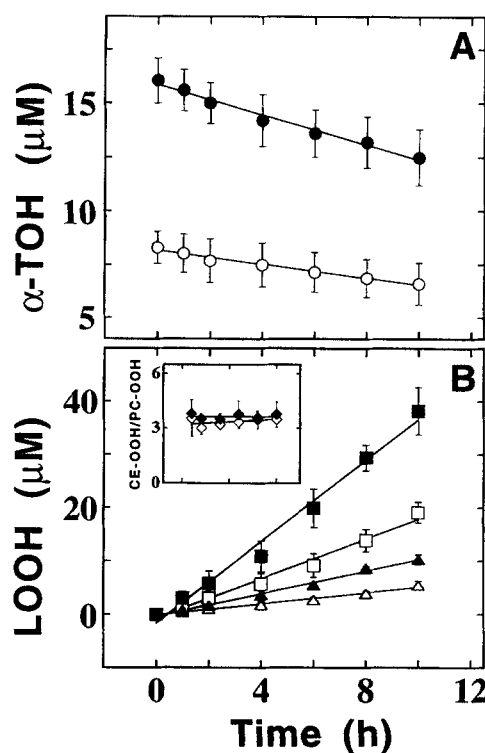 A
α-TOH (μM)
15
10
5
B
LOOH (μM)
40
20
0
CE-OOH/PC-OOH
6
3
0
0 4 8 12
Time (h)